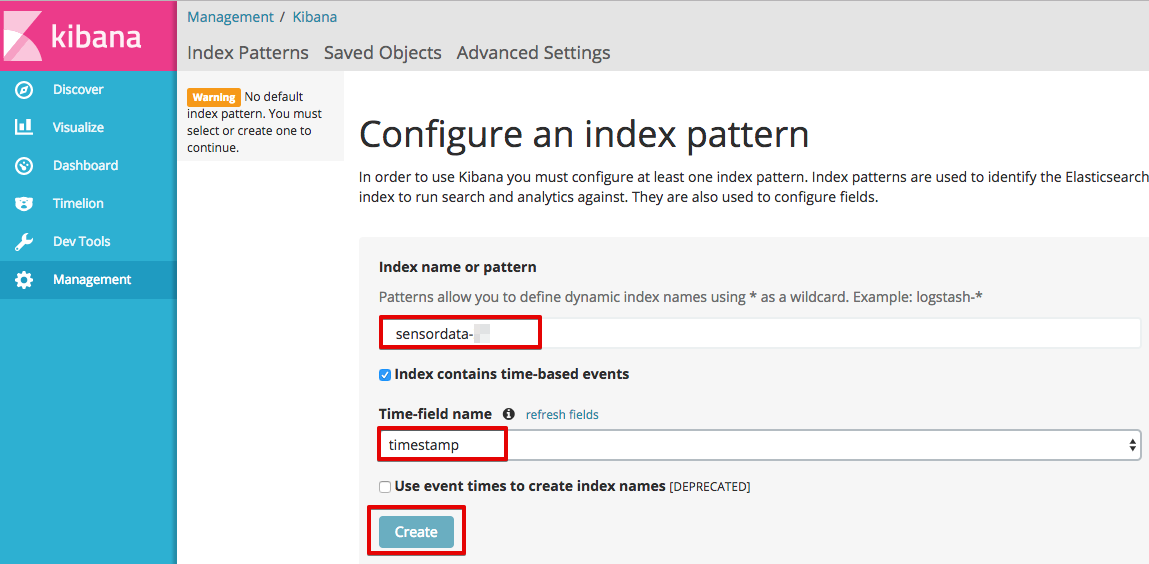 kibana
Discover
Visualize
Dashboard
Timelion
Dev Tools
Management
Management / Kibana
Index Patterns Saved Objects Advanced Settings
Warning No default
index pattern. You must
select or create one to
continue.
Configure an index pattern
In order to use Kibana you must configure at least one index pattern. Index patterns are used to identify the Elasticsearch
index to run search and analytics against. They are also used to configure fields.
Index name or pattern
Patterns allow you to define dynamic index names using * as a wildcard. Example: logstash-*
sensordata-
Index contains time-based events
Time-field name refresh fields
timestamp
Use event times to create index names [DEPRECATED]
Create